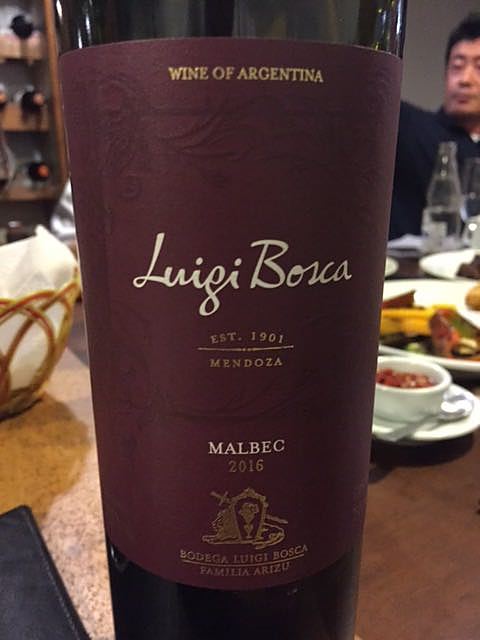 WINE OF ARGENTINA
Luigi Bosca
EST. 1901
MENDOZA
MALBEC
2016
BODEGA LUIGI BOSCA
FAMILIA ARIZU